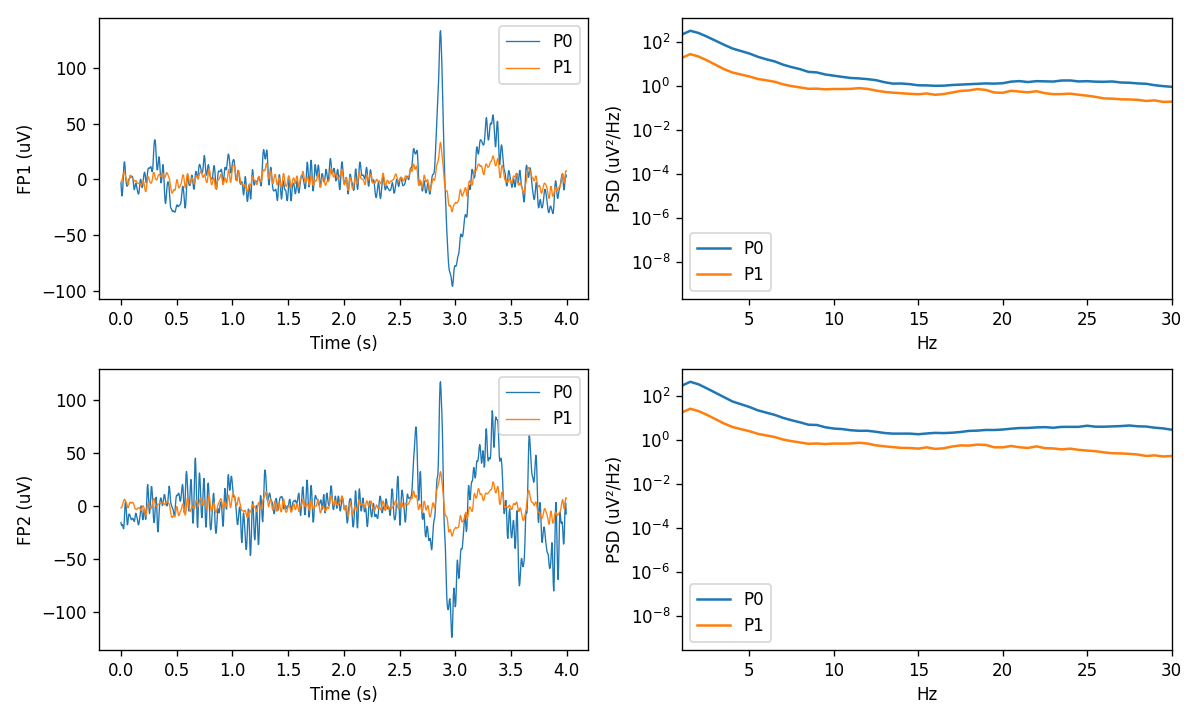 FP1 (uV)
100
50
0
−50
−100
P0
P1
0.0 0.5 1.0 1.5 2.0 2.5 3.0 3.5 4.0
Time (s)
PSD (uV²/Hz)
10²
10⁰
10⁻²
10⁻⁴
10⁻⁶
10⁻⁸
P0
P1
5 10 15 20 25 30
Hz
FP2 (uV)
100
50
0
−50
−100
P0
P1
0.0 0.5 1.0 1.5 2.0 2.5 3.0 3.5 4.0
Time (s)
PSD (uV²/Hz)
10²
10⁰
10⁻²
10⁻⁴
10⁻⁶
10⁻⁸
P0
P1
5 10 15 20 25 30
Hz